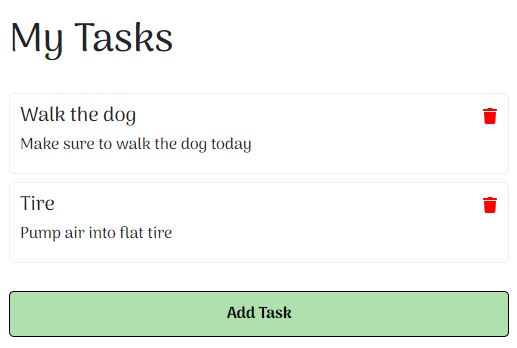 My Tasks
Walk the dog
Make sure to walk the dog today
Tire
Pump air into flat tire
Add Task